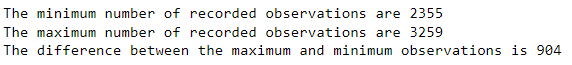 The minimum number of recorded observations are 2355
The maximum number of recorded observations are 3259
The difference between the maximum and minimum observations is 904